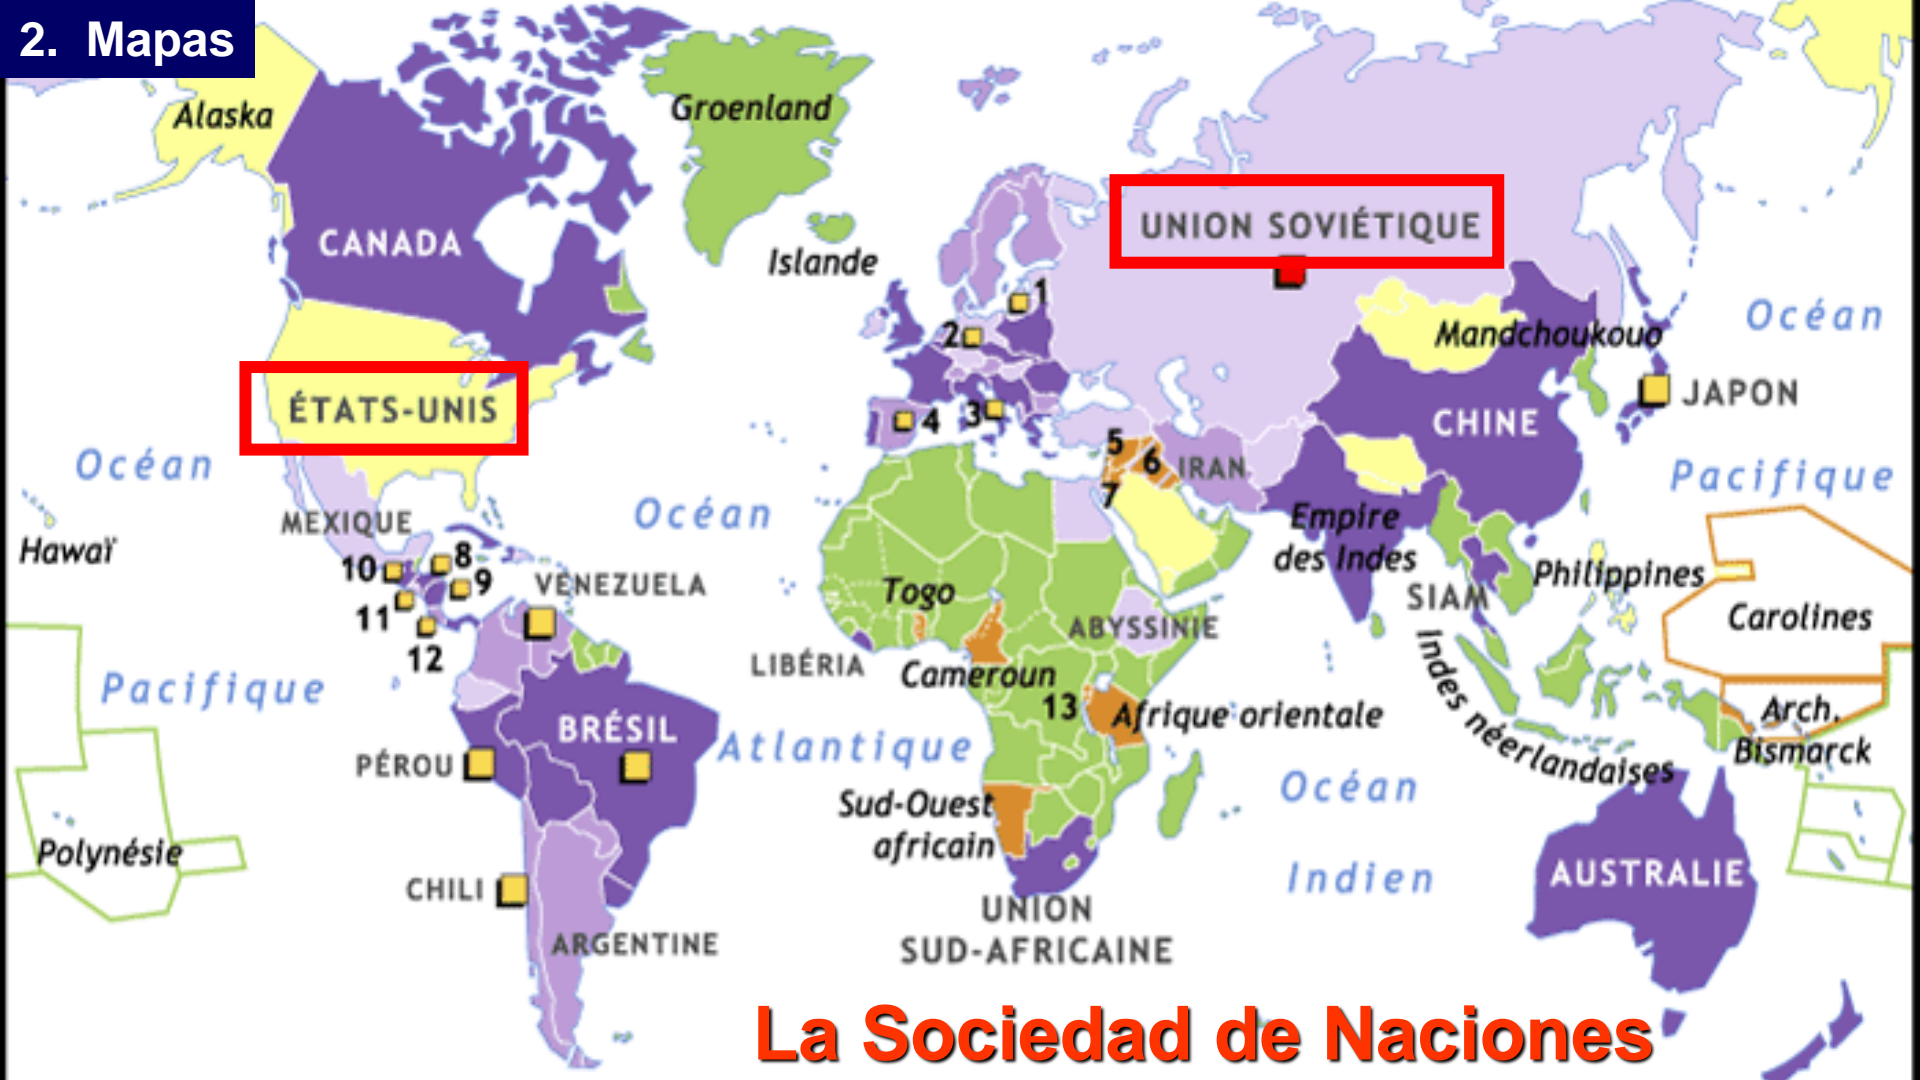 2. Mapas
Alaska
Groenland
CANADA
Islande
UNION SOVIÉTIQUE
1
2
Océan
Mandchoukouo
ÉTATS-UNIS
JAPON
3
4
CHINE
5
6
IRAN
7
Océan
Océan
Pacifique
MEXIQUE
Empire
des Indes
Hawaï
8
10
9
VENEZUELA
Togo
Philippines
SIAM
11
ABYSSINIE
Carolines
12
LIBÉRIA
Cameroun
Indes néerlandaises
Pacifique
13
Afrique orientale
Arch.
Bismarck
BRÉSIL
Atlantique
PÉROU
Océan
Sud-Ouest
africain
Polynésie
Indien
AUSTRALIE
CHILI
UNION
SUD-AFRICAINE
ARGENTINE
La Sociedad de Naciones